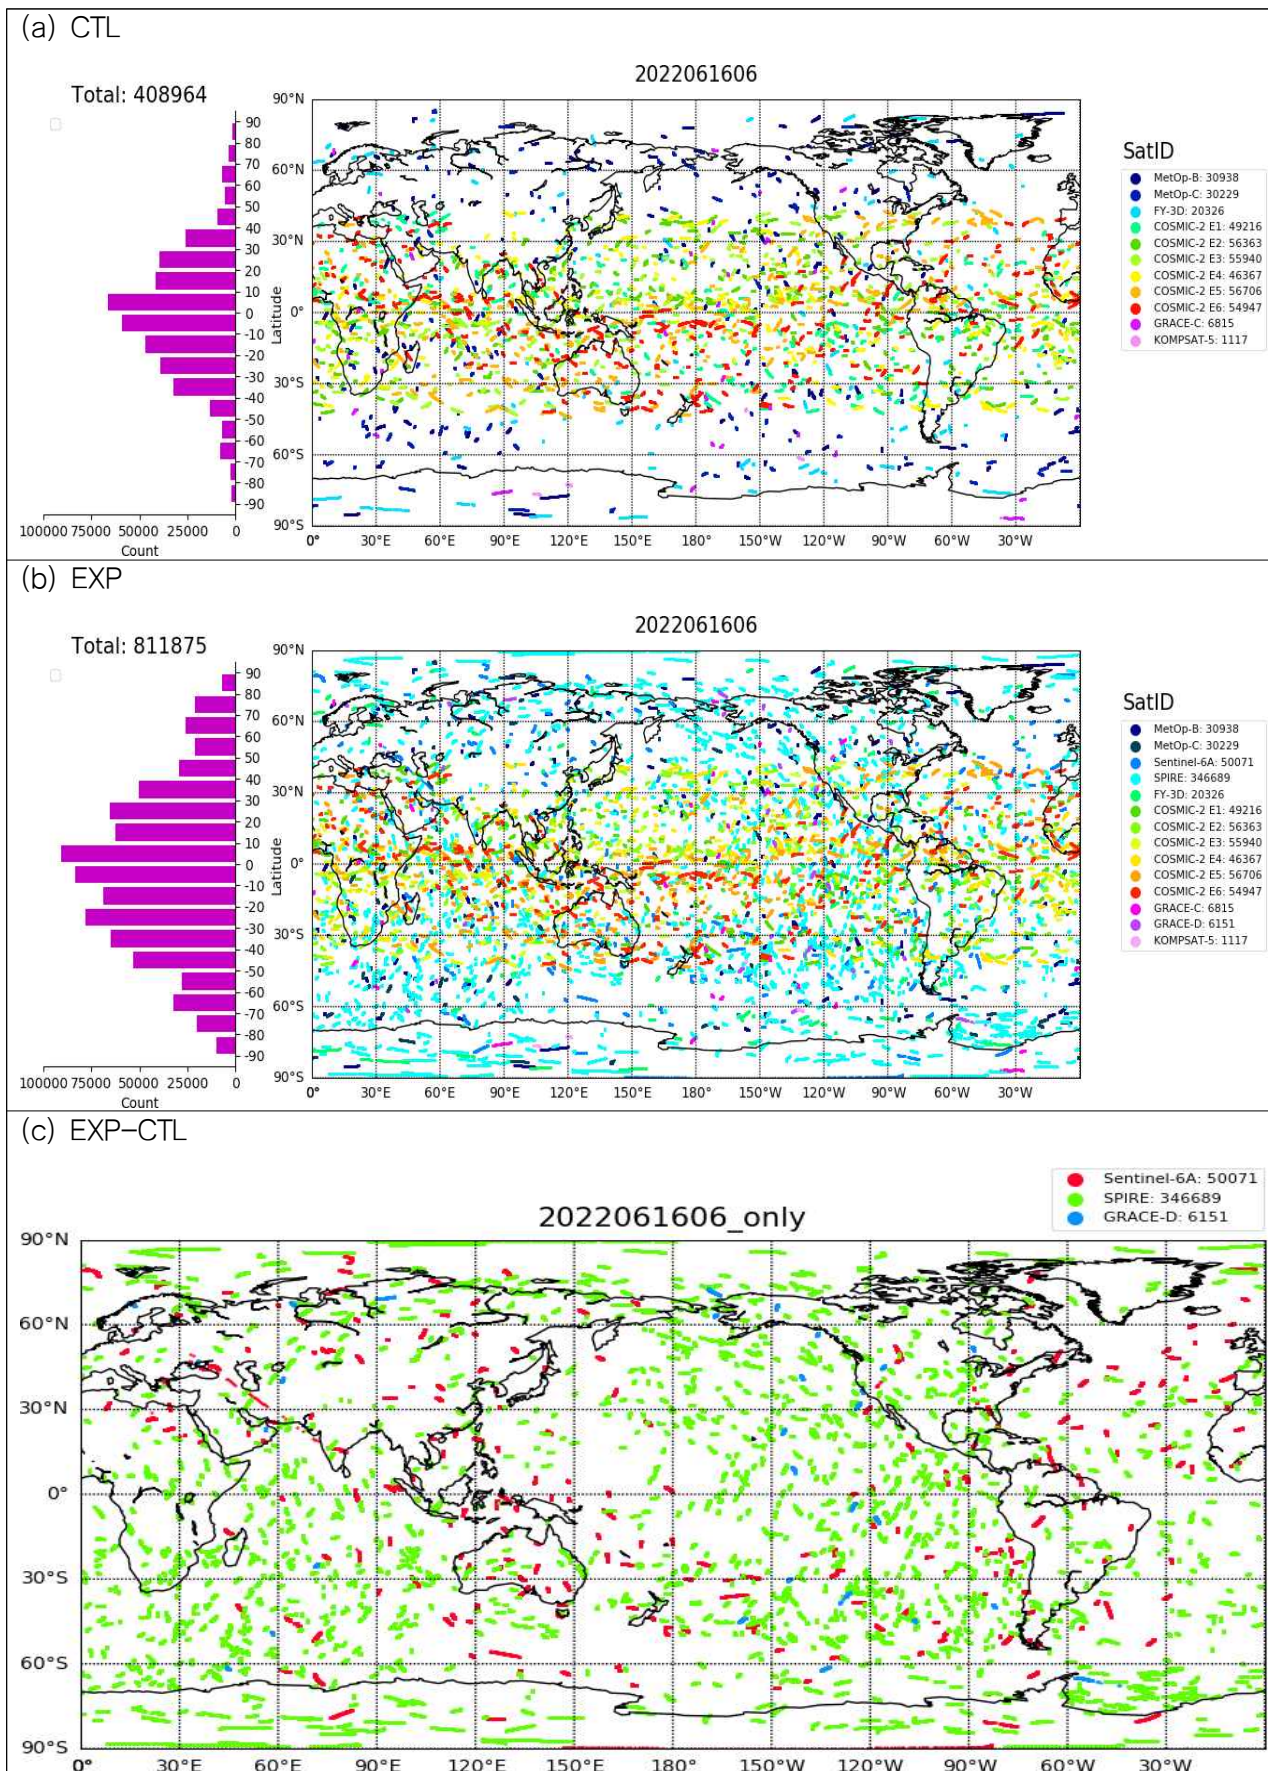 (a) CTL
2022061606
Total: 408964
90
80
70
60
50
40
30
20
10
0
-10
-20
-30
-40
-50
-60
-70
-80
-90
100000 75000 50000 25000 0
Count
Latitude
90°N
60°N
30°N
0°
30°S
60°S
90°S
0° 30°E 60°E 90°E 120°E 150°E 180° 150°W 120°W 90°W 60°W 30°W
SatID
MetOp-B: 30938
MetOp-C: 30229
FY-3D: 20326
COSMIC-2 E1: 49216
COSMIC-2 E2: 56363
COSMIC-2 E3: 55940
COSMIC-2 E4: 46367
COSMIC-2 E5: 56706
COSMIC-2 E6: 54947
GRACE-C: 6815
KOMPSAT-5: 1117
(b) EXP
2022061606
Total: 811875
90
80
70
60
50
40
30
20
10
0
-10
-20
-30
-40
-50
-60
-70
-80
-90
100000 75000 50000 25000 0
Count
Latitude
90°N
60°N
30°N
0°
30°S
60°S
90°S
0° 30°E 60°E 90°E 120°E 150°E 180° 150°W 120°W 90°W 60°W 30°W
SatID
MetOp-B: 30938
MetOp-C: 30229
Sentinel-6A: 50071
SPIRE: 346689
FY-3D: 20326
COSMIC-2 E1: 49216
COSMIC-2 E2: 56363
COSMIC-2 E3: 55940
COSMIC-2 E4: 46367
COSMIC-2 E5: 56706
COSMIC-2 E6: 54947
GRACE-C: 6815
GRACE-D: 6151
KOMPSAT-5: 1117
(c) EXP−CTL
Sentinel-6A: 50071
SPIRE: 346689
GRACE-D: 6151
2022061606_only
90°N
60°N
30°N
0°
30°S
60°S
90°S
0° 30°E 60°E 90°E 120°E 150°E 180° 150°W 120°W 90°W 60°W 30°W